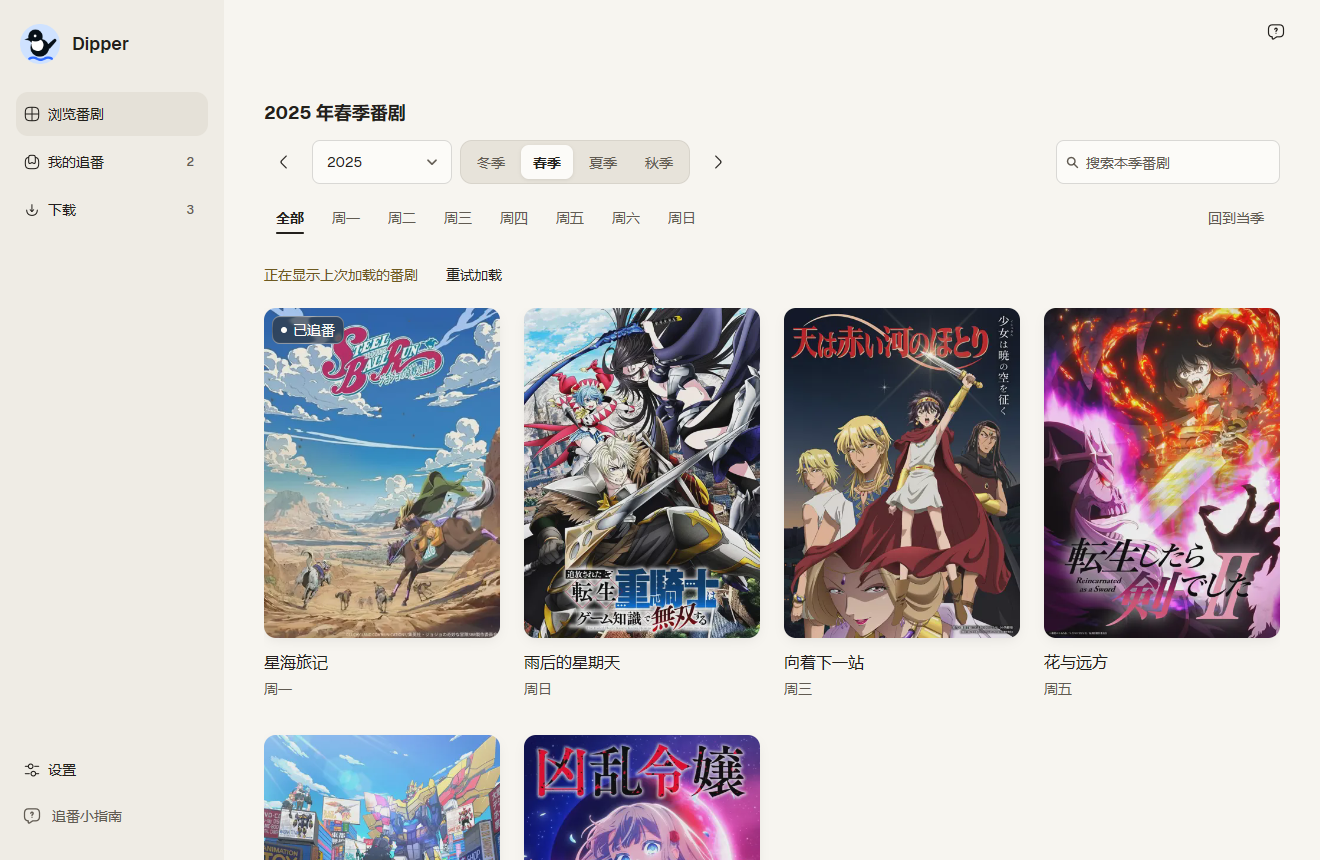 Dipper
浏览番剧
我的追番 2
下载 3
设置
追番小指南
2025 年春季番剧
2025
冬季 春季 夏季 秋季
搜索本季番剧
全部 周一 周二 周三 周四 周五 周六 周日
回到当季
正在显示上次加载的番剧 重试加载
已追番
STEEL
BALL RUN
星海旅记
周一
追放された
転生重騎士は
ゲーム知識で無双する
雨后的星期天
周日
天は赤い河のほとり
少女は暁の空を征く
向着下一站
周三
転生したら
Reincarnated
as a Sword
剣でした
II
花与远方
周五
凶乱令嬢